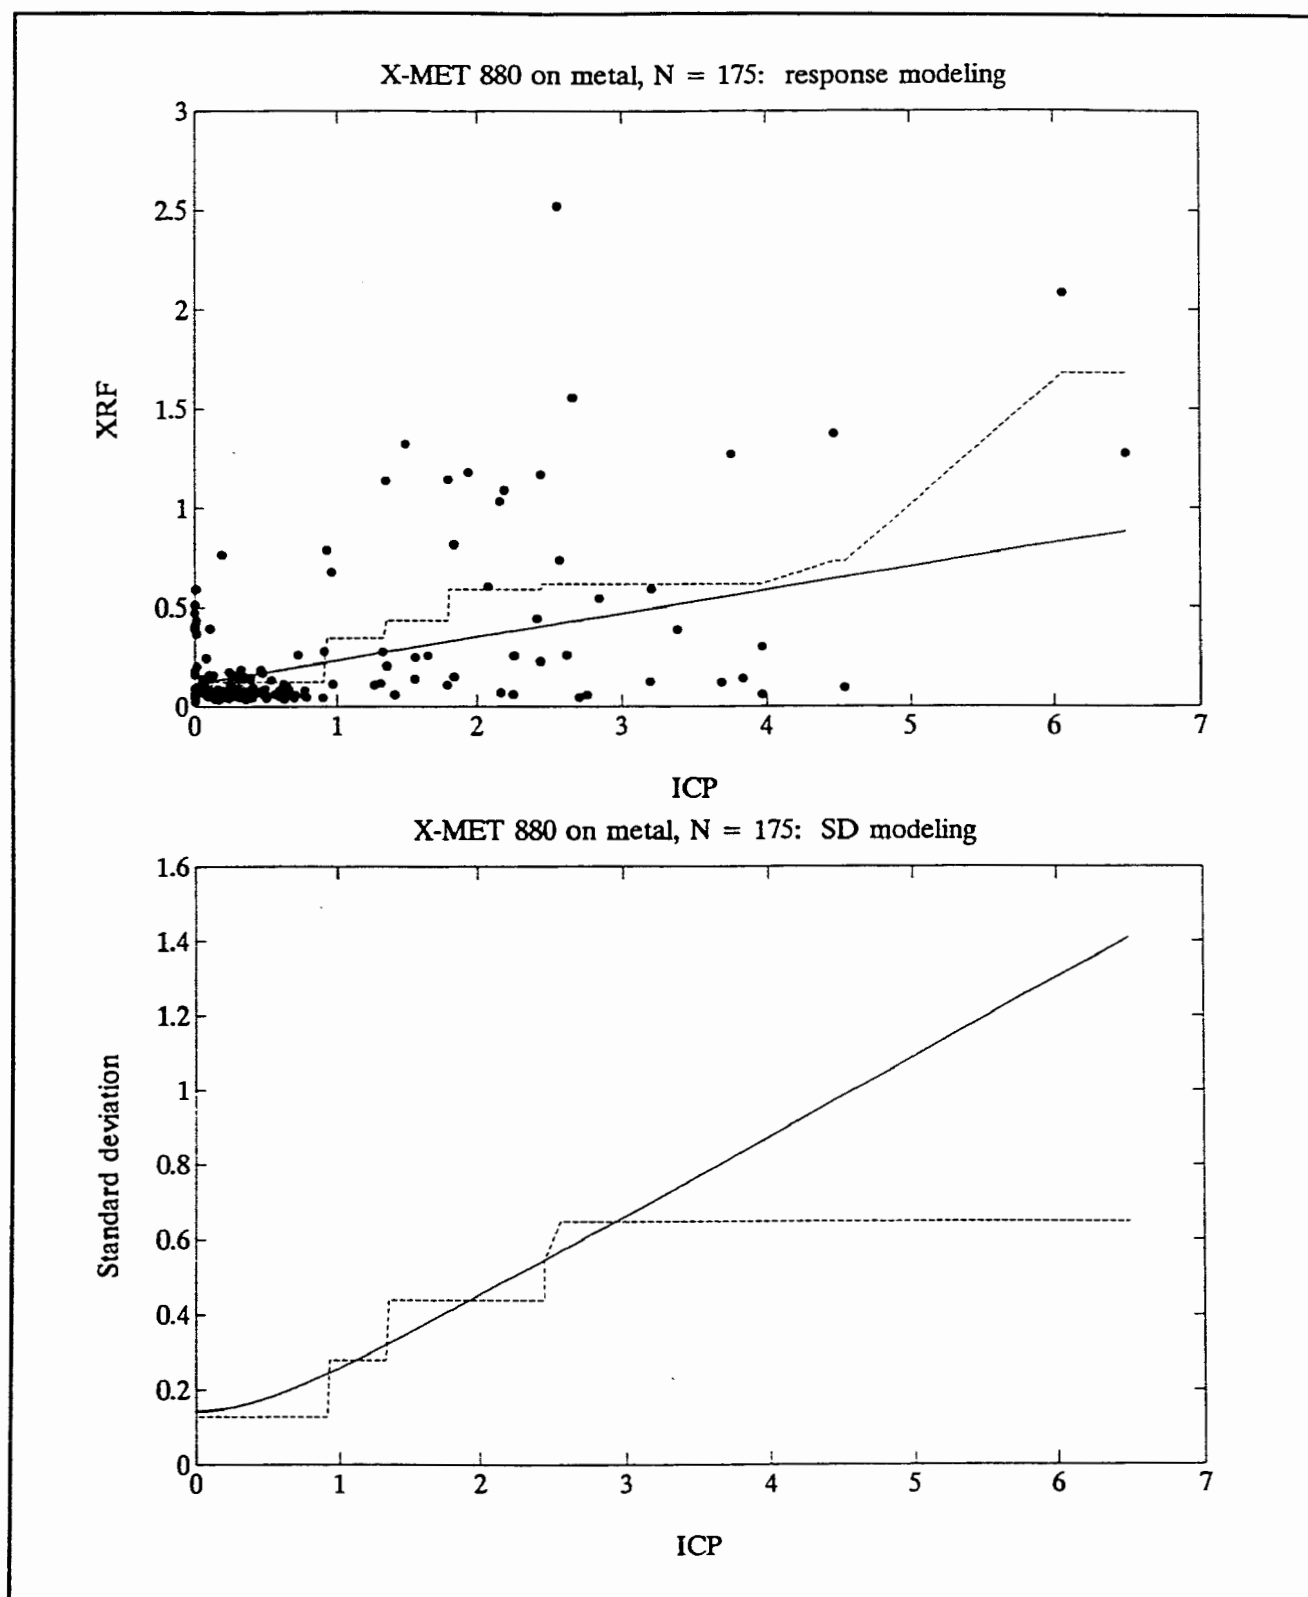 X-MET 880 on metal, N = 175: response modeling
3
2.5
2
1.5
1
0.5
0
XRF
0 1 2 3 4 5 6 7
ICP
X-MET 880 on metal, N = 175: SD modeling
1.6
1.4
1.2
1
0.8
0.6
0.4
0.2
0
Standard deviation
0 1 2 3 4 5 6 7
ICP